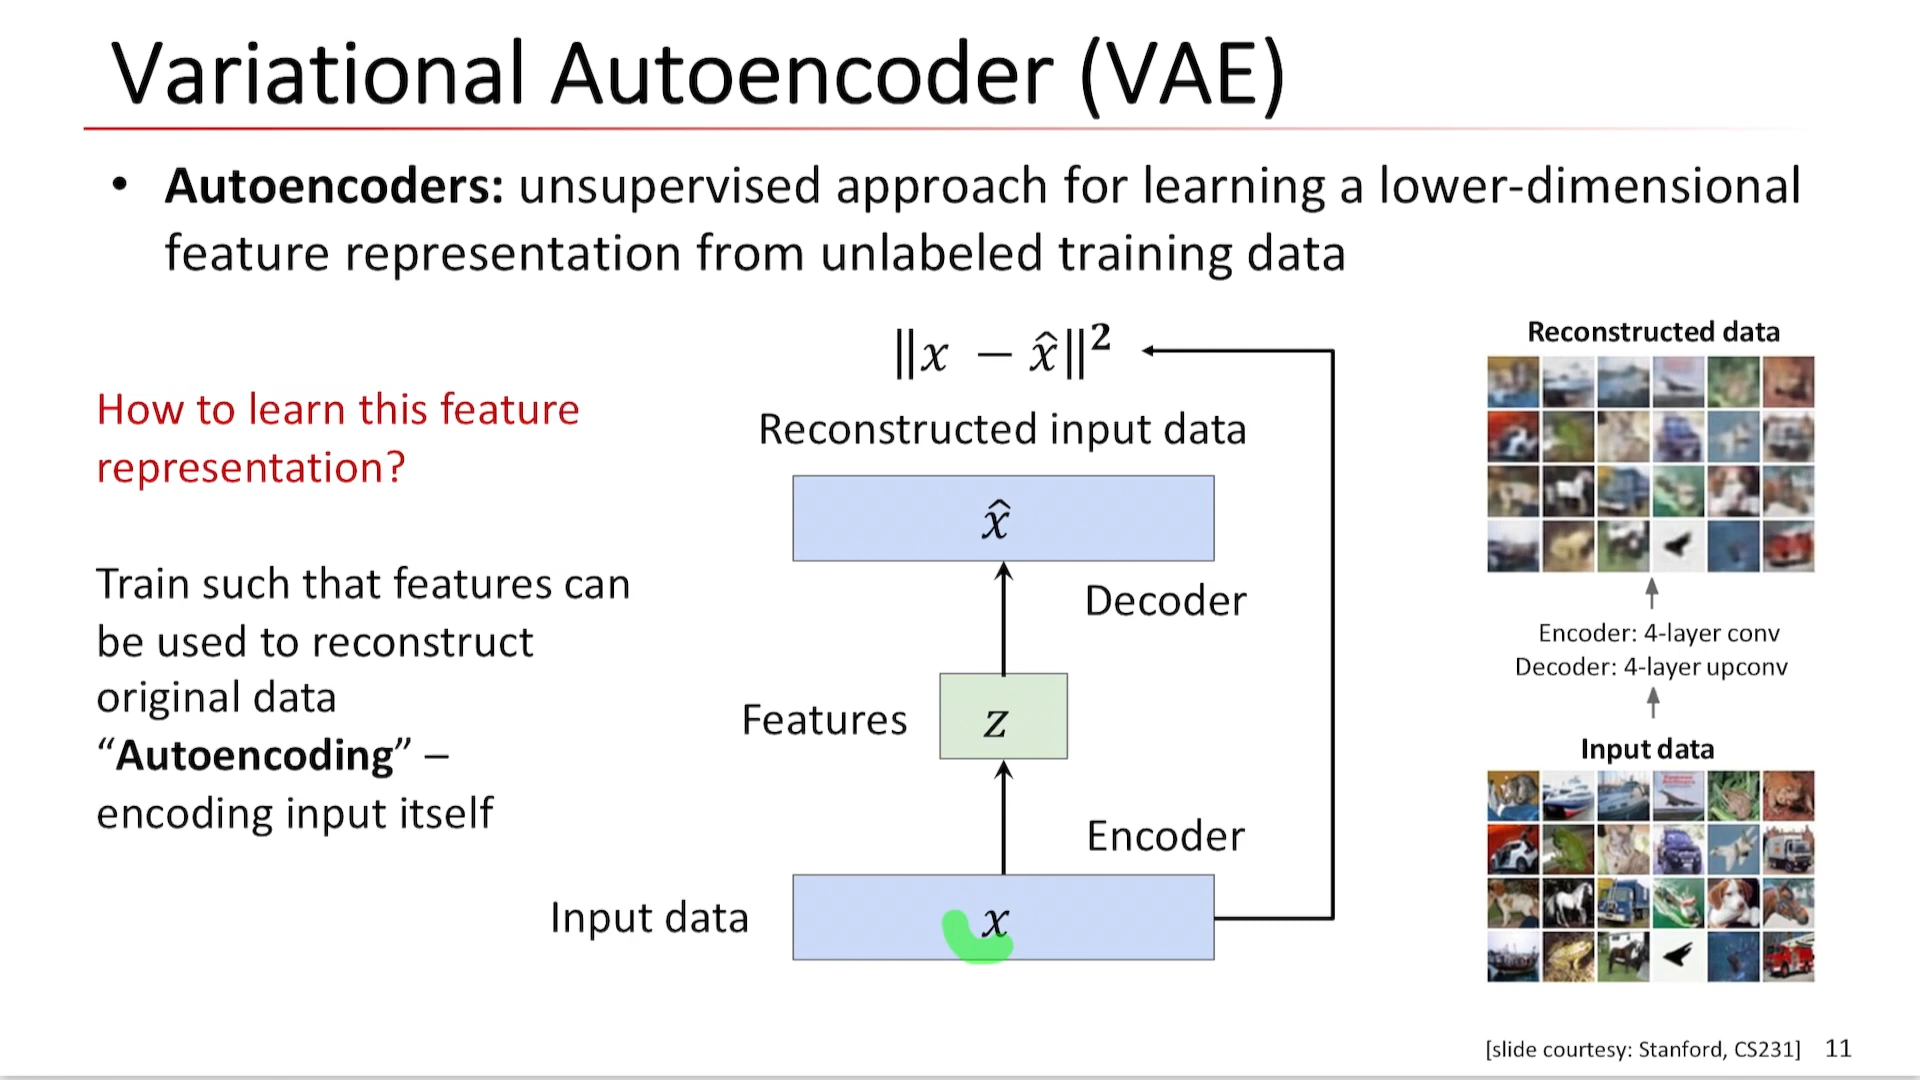 Variational Autoencoder (VAE)
• Autoencoders: unsupervised approach for learning a lower-dimensional
feature representation from unlabeled training data
How to learn this feature
representation?
Train such that features can
be used to reconstruct
original data
“Autoencoding” –
encoding input itself
||x − x̂||²
Reconstructed input data
x̂
Decoder
Features
z
Encoder
Input data
x
Reconstructed data
Encoder: 4-layer conv
Decoder: 4-layer upconv
Input data
[slide courtesy: Stanford, CS231] 11